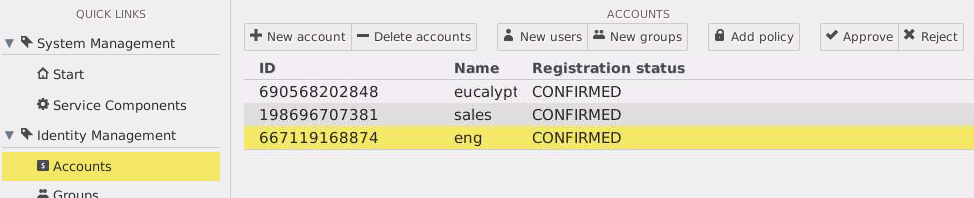 QUICK LINKS
System Management
Start
Service Components
Identity Management
Accounts
Groups
ACCOUNTS
New account Delete accounts New users New groups Add policy Approve Reject
ID Name Registration status
690568202848 eucalypt CONFIRMED
198696707381 sales CONFIRMED
667119168874 eng CONFIRMED